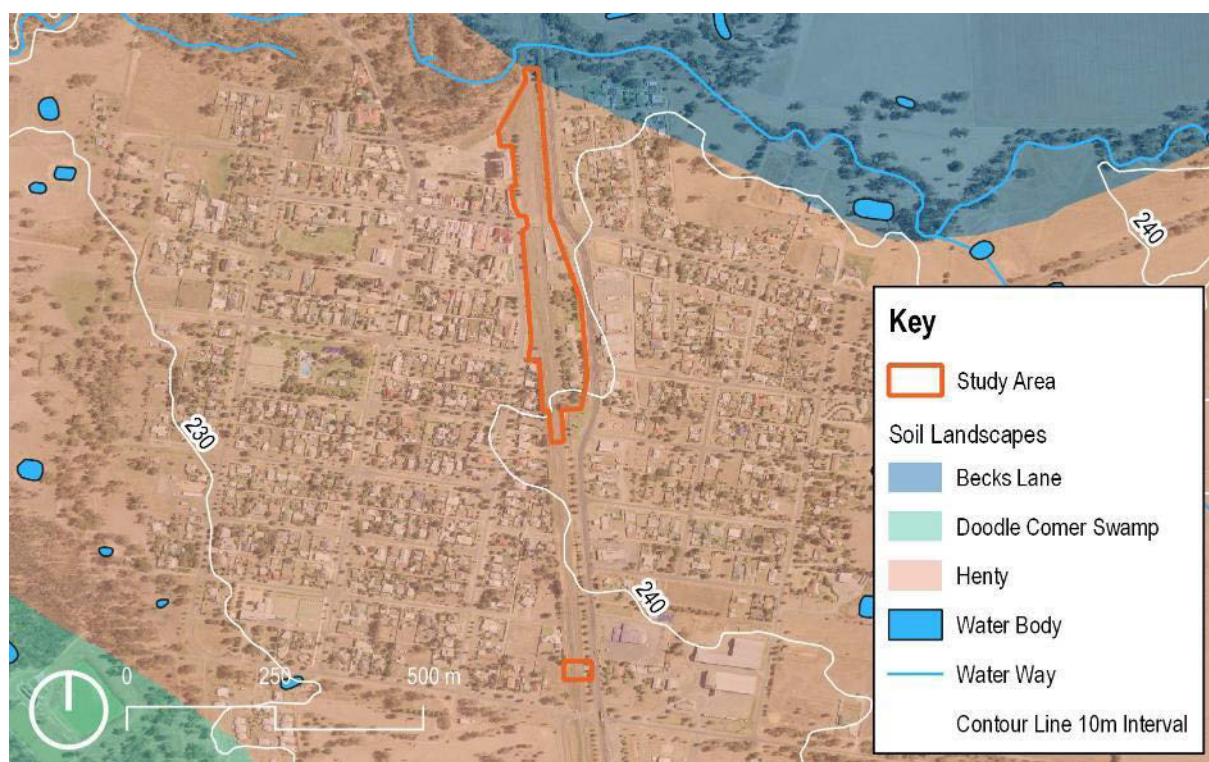 240
230
240
0 250 500 m
Key
Study Area
Soil Landscapes
Becks Lane
Doodle Comer Swamp
Henty
Water Body
Water Way
Contour Line 10m Interval